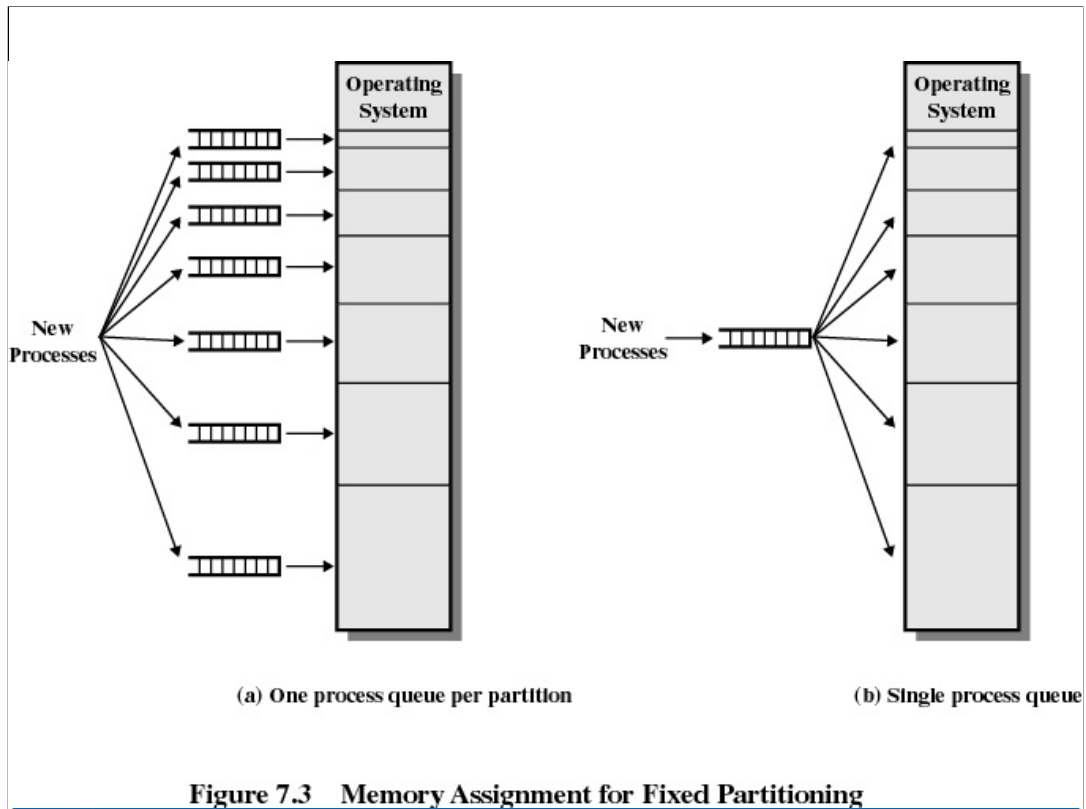 Operating
System
New
Processes
(a) One process queue per partition
Operating
System
New
Processes
(b) Single process queue
Figure 7.3 Memory Assignment for Fixed Partitioning